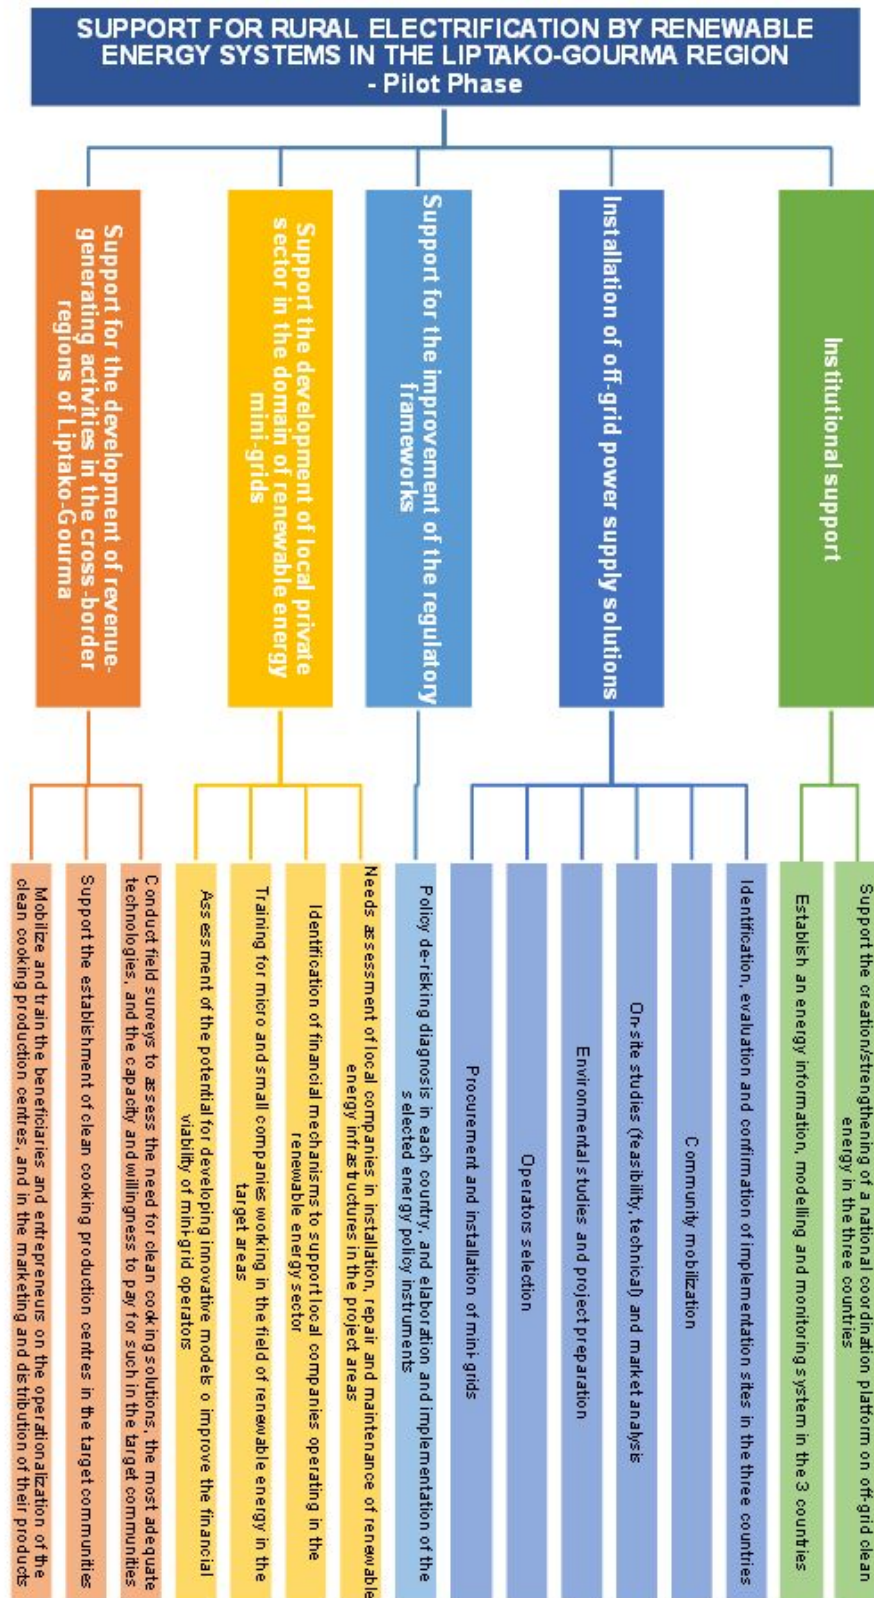 SUPPORT FOR RURAL ELECTRIFICATION BY RENEWABLE
ENERGY SYSTEMS IN THE LIPTAKO-GOURMA REGION
- Pilot Phase
Institutional support
Support the creation/strengthening of a national coordination platform on off-grid clean
energy in the three countries
Establish an energy information, modelling and monitoring system in the 3 countries
Installation of off-grid power supply solutions
Identification, evaluation and confirmation of implementation sites in the three countries
Community mobilization
On-site studies (feasibility, technical) and market analysis
Environmental studies and project preparation
Operators selection
Procurement and installation of mini-grids
Support for the improvement of the regulatory
frameworks
Policy de-risking diagnosis in each country, and elaboration and implementation of the
selected energy policy instruments
Support the development of local private
sector in the domain of renewable energy
mini-grids
Needs assessment of local companies in installation, repair and maintenance of renewable
energy infrastructures in the project areas
Identification of financial mechanisms to support local companies operating in the
renewable energy sector
Training for micro and small companies working in the field of renewable energy in the
target areas
Assessment of the potential for developing innovative models o improve the financial
viability of mini-grid operators
Support for the development of revenue-
generating activities in the cross-border
regions of Liptako-Gourma
Conduct field surveys to assess the need for clean cooking solutions, the most adequate
technologies, and the capacity and willingness to pay for such in the target communities
Support the establishment of clean cooking production centres in the target communities
Mobilize and train the beneficiaries and entrepreneurs on the operationalization of the
clean cooking production centres, and in the marketing and distribution of their products